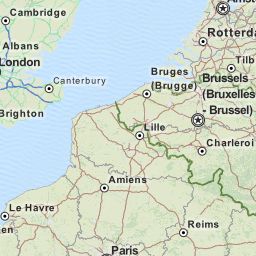 Cambridge
Albans
London
Canterbury
Brighton
Rotterda
Tilb
Bruges
(Brugge)
Brussels
(Bruxelles
- Brussel)
Lille
Charleroi
Amiens
Le Havre
Reims
Paris